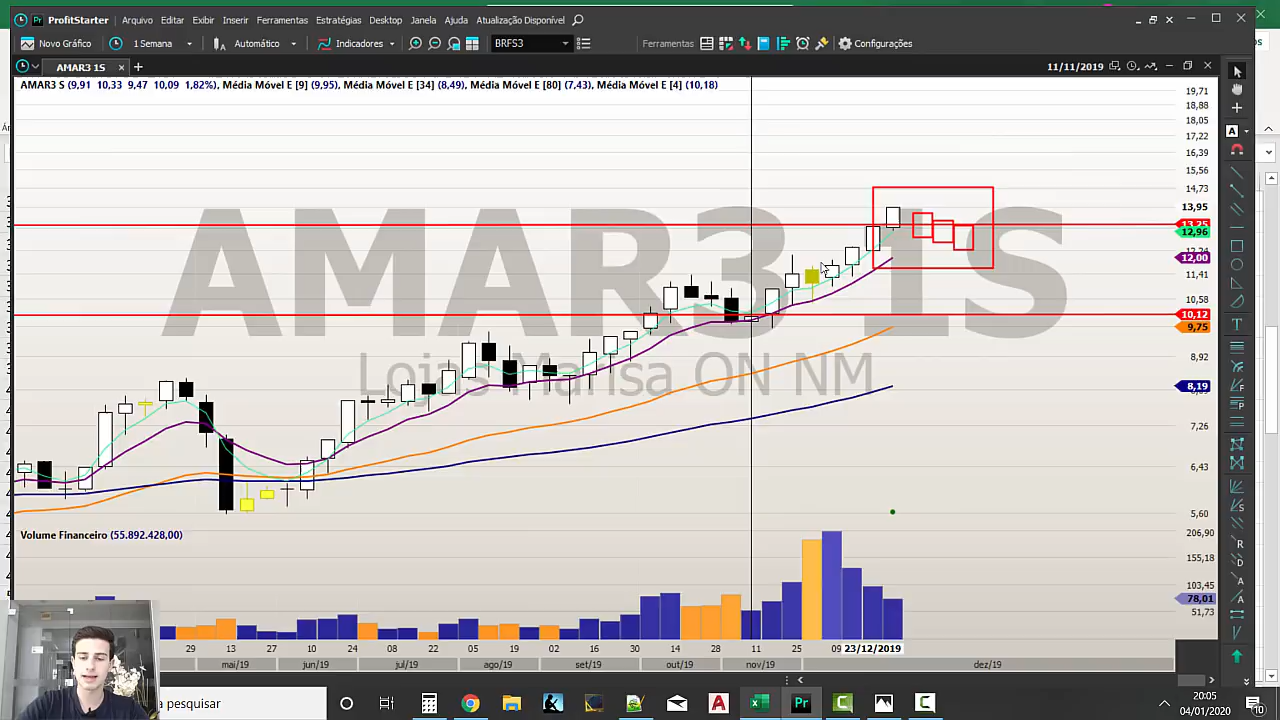 ProfitStarter Arquivo Editar Exibir Inserir Ferramentas Estratégias Desktop Janela Ajuda Atualização Disponível
Novo Gráfico 1 Semana Automático Indicadores BRFS3 Ferramentas Configurações
AMAR3 1S 11/11/2019
AMAR3 S (9,91 10,33 9,47 10,09 1,82%), Média Móvel E [9] (9,95), Média Móvel E [34] (8,49), Média Móvel E [80] (7,43), Média Móvel E [4] (10,18)
19,71
18,88
18,05
17,22
16,39
15,56
14,73
13,95
12,96
12,00
11,41
10,58
10,12
9,75
8,92
8,19
7,26
6,43
5,60
AMAR3 1S
Lojas Marisa ON NM
Volume Financeiro (55.892.428,00)
206,90
155,18
103,45
78,01
51,73
29 13 27 10 24 08 22 05 19 02 16 30 14 28 11 25 09 23/12/2019
mai/19 jun/19 jul/19 ago/19 set/19 out/19 nov/19 dez/19
pesquisar
20:05
04/01/2020